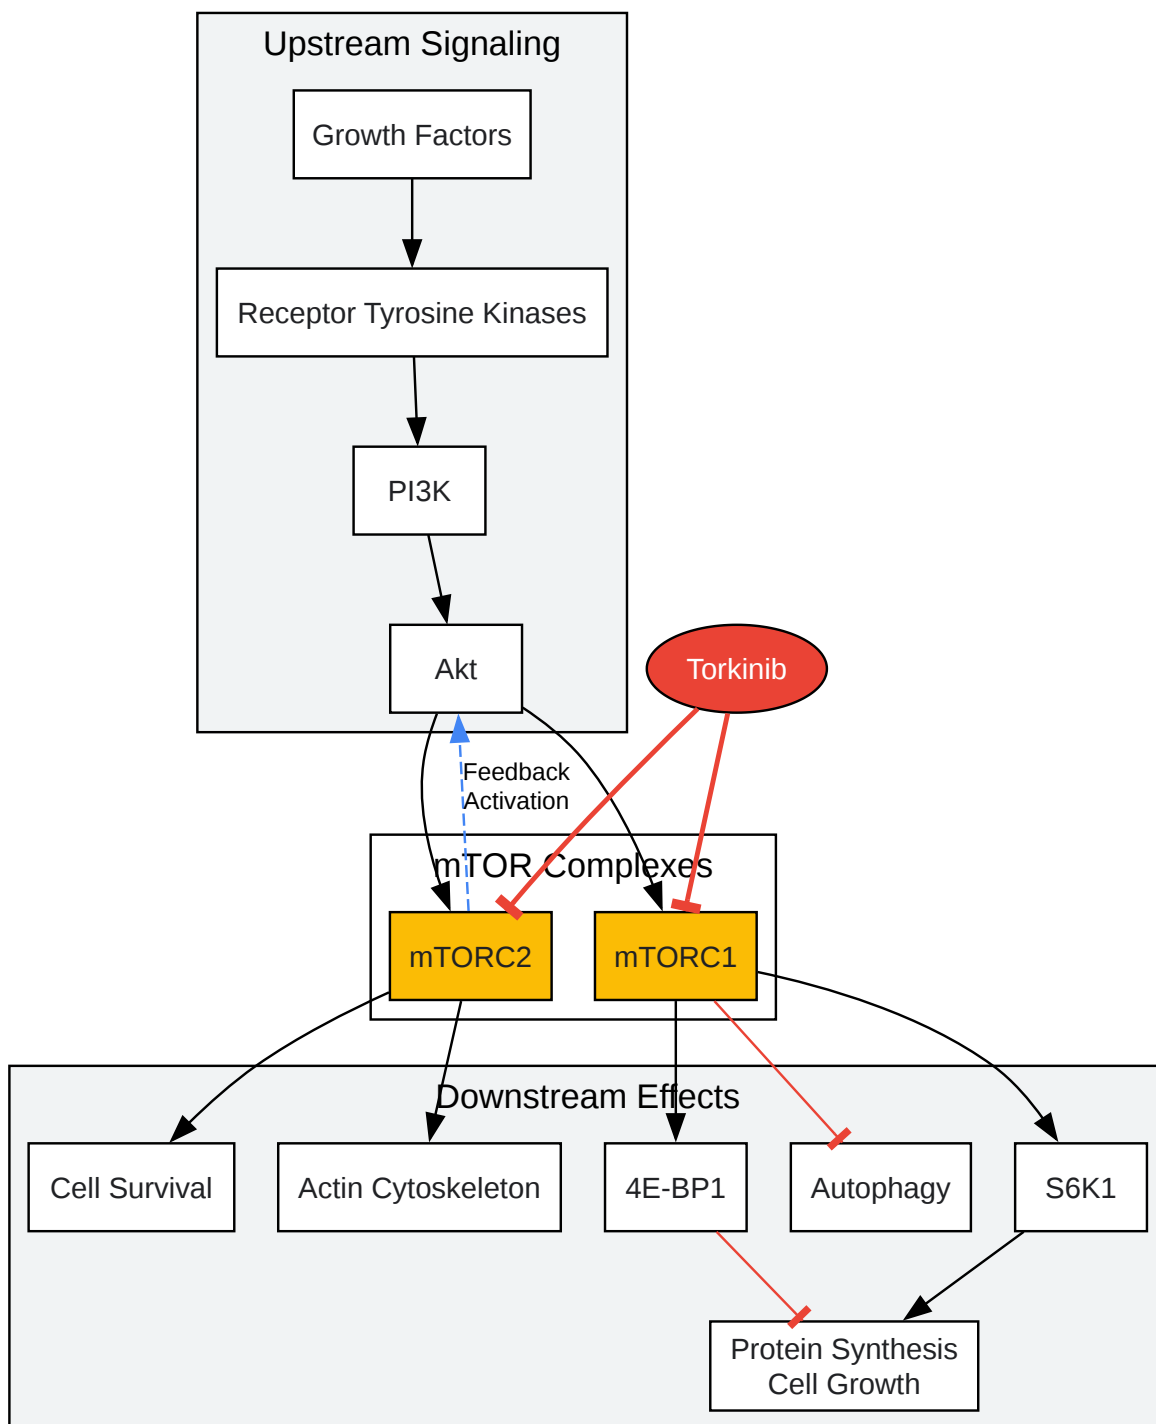 Upstream Signaling
Growth Factors
Receptor Tyrosine Kinases
PI3K
Akt
Torkinib
Feedback
Activation
mTOR Complexes
mTORC2
mTORC1
Downstream Effects
Cell Survival
Actin Cytoskeleton
4E-BP1
Autophagy
S6K1
Protein Synthesis
Cell Growth